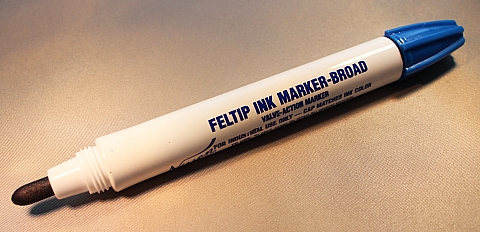 FELTIP INK MARKER-BROAD
VALVE-ACTION MARKER
FOR INDUSTRIAL USE ONLY — CAP MATCHES INK COLOR